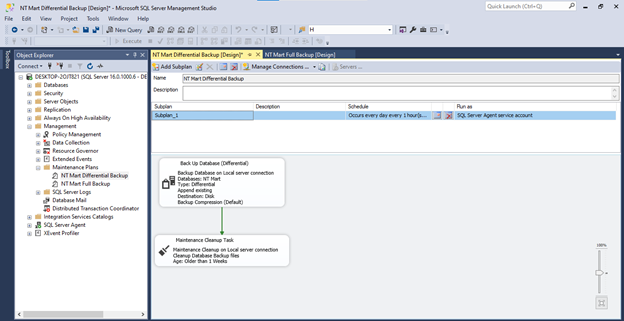 NT Mart Differential Backup [Design]* - Microsoft SQL Server Management Studio
Quick Launch (Ctrl+Q)
File Edit View Project Tools Window Help
New Query
H
Execute
Toolbox
Object Explorer
Connect
DESKTOP-2OJT821 (SQL Server 16.0.1000.6 - DE
Databases
Security
Server Objects
Replication
Always On High Availability
Management
Policy Management
Data Collection
Resource Governor
Extended Events
Maintenance Plans
NT Mart Differential Backup
NT Mart Full Backup
SQL Server Logs
Database Mail
Distributed Transaction Coordinator
Integration Services Catalogs
SQL Server Agent
XEvent Profiler
NT Mart Differential Backup [Design]*
NT Mart Full Backup [Design]
Add Subplan
Manage Connections...
Servers...
Name
NT Mart Differential Backup
Description
Subplan Description Schedule Run as
Subplan_1 Occurs every day every 1 hour(s... SQL Server Agent service account
Back Up Database (Differential)
Backup Database on Local server connection
Databases: NT Mart
Type: Differential
Append existing
Destination: Disk
Backup Compression (Default)
Maintenance Cleanup Task
Maintenance Cleanup on Local server connection
Cleanup Database Backup files
Age: Older than 1 Weeks
100%